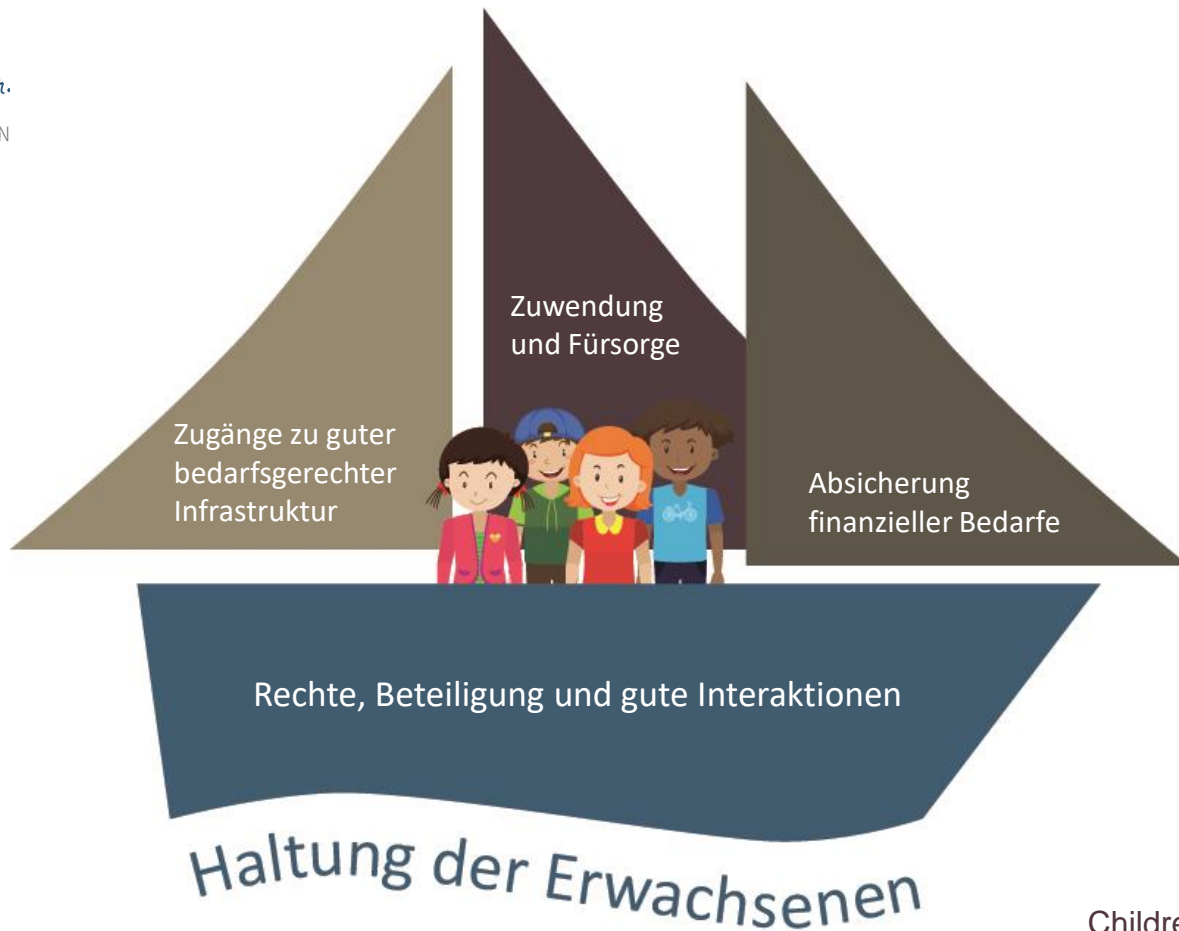 n.
N
Zuwendung
und Fürsorge
Zugänge zu guter
bedarfsgerechter
Infrastruktur
Absicherung
finanzieller Bedarfe
Rechte, Beteiligung und gute Interaktionen
Haltung der Erwachsenen
Childre